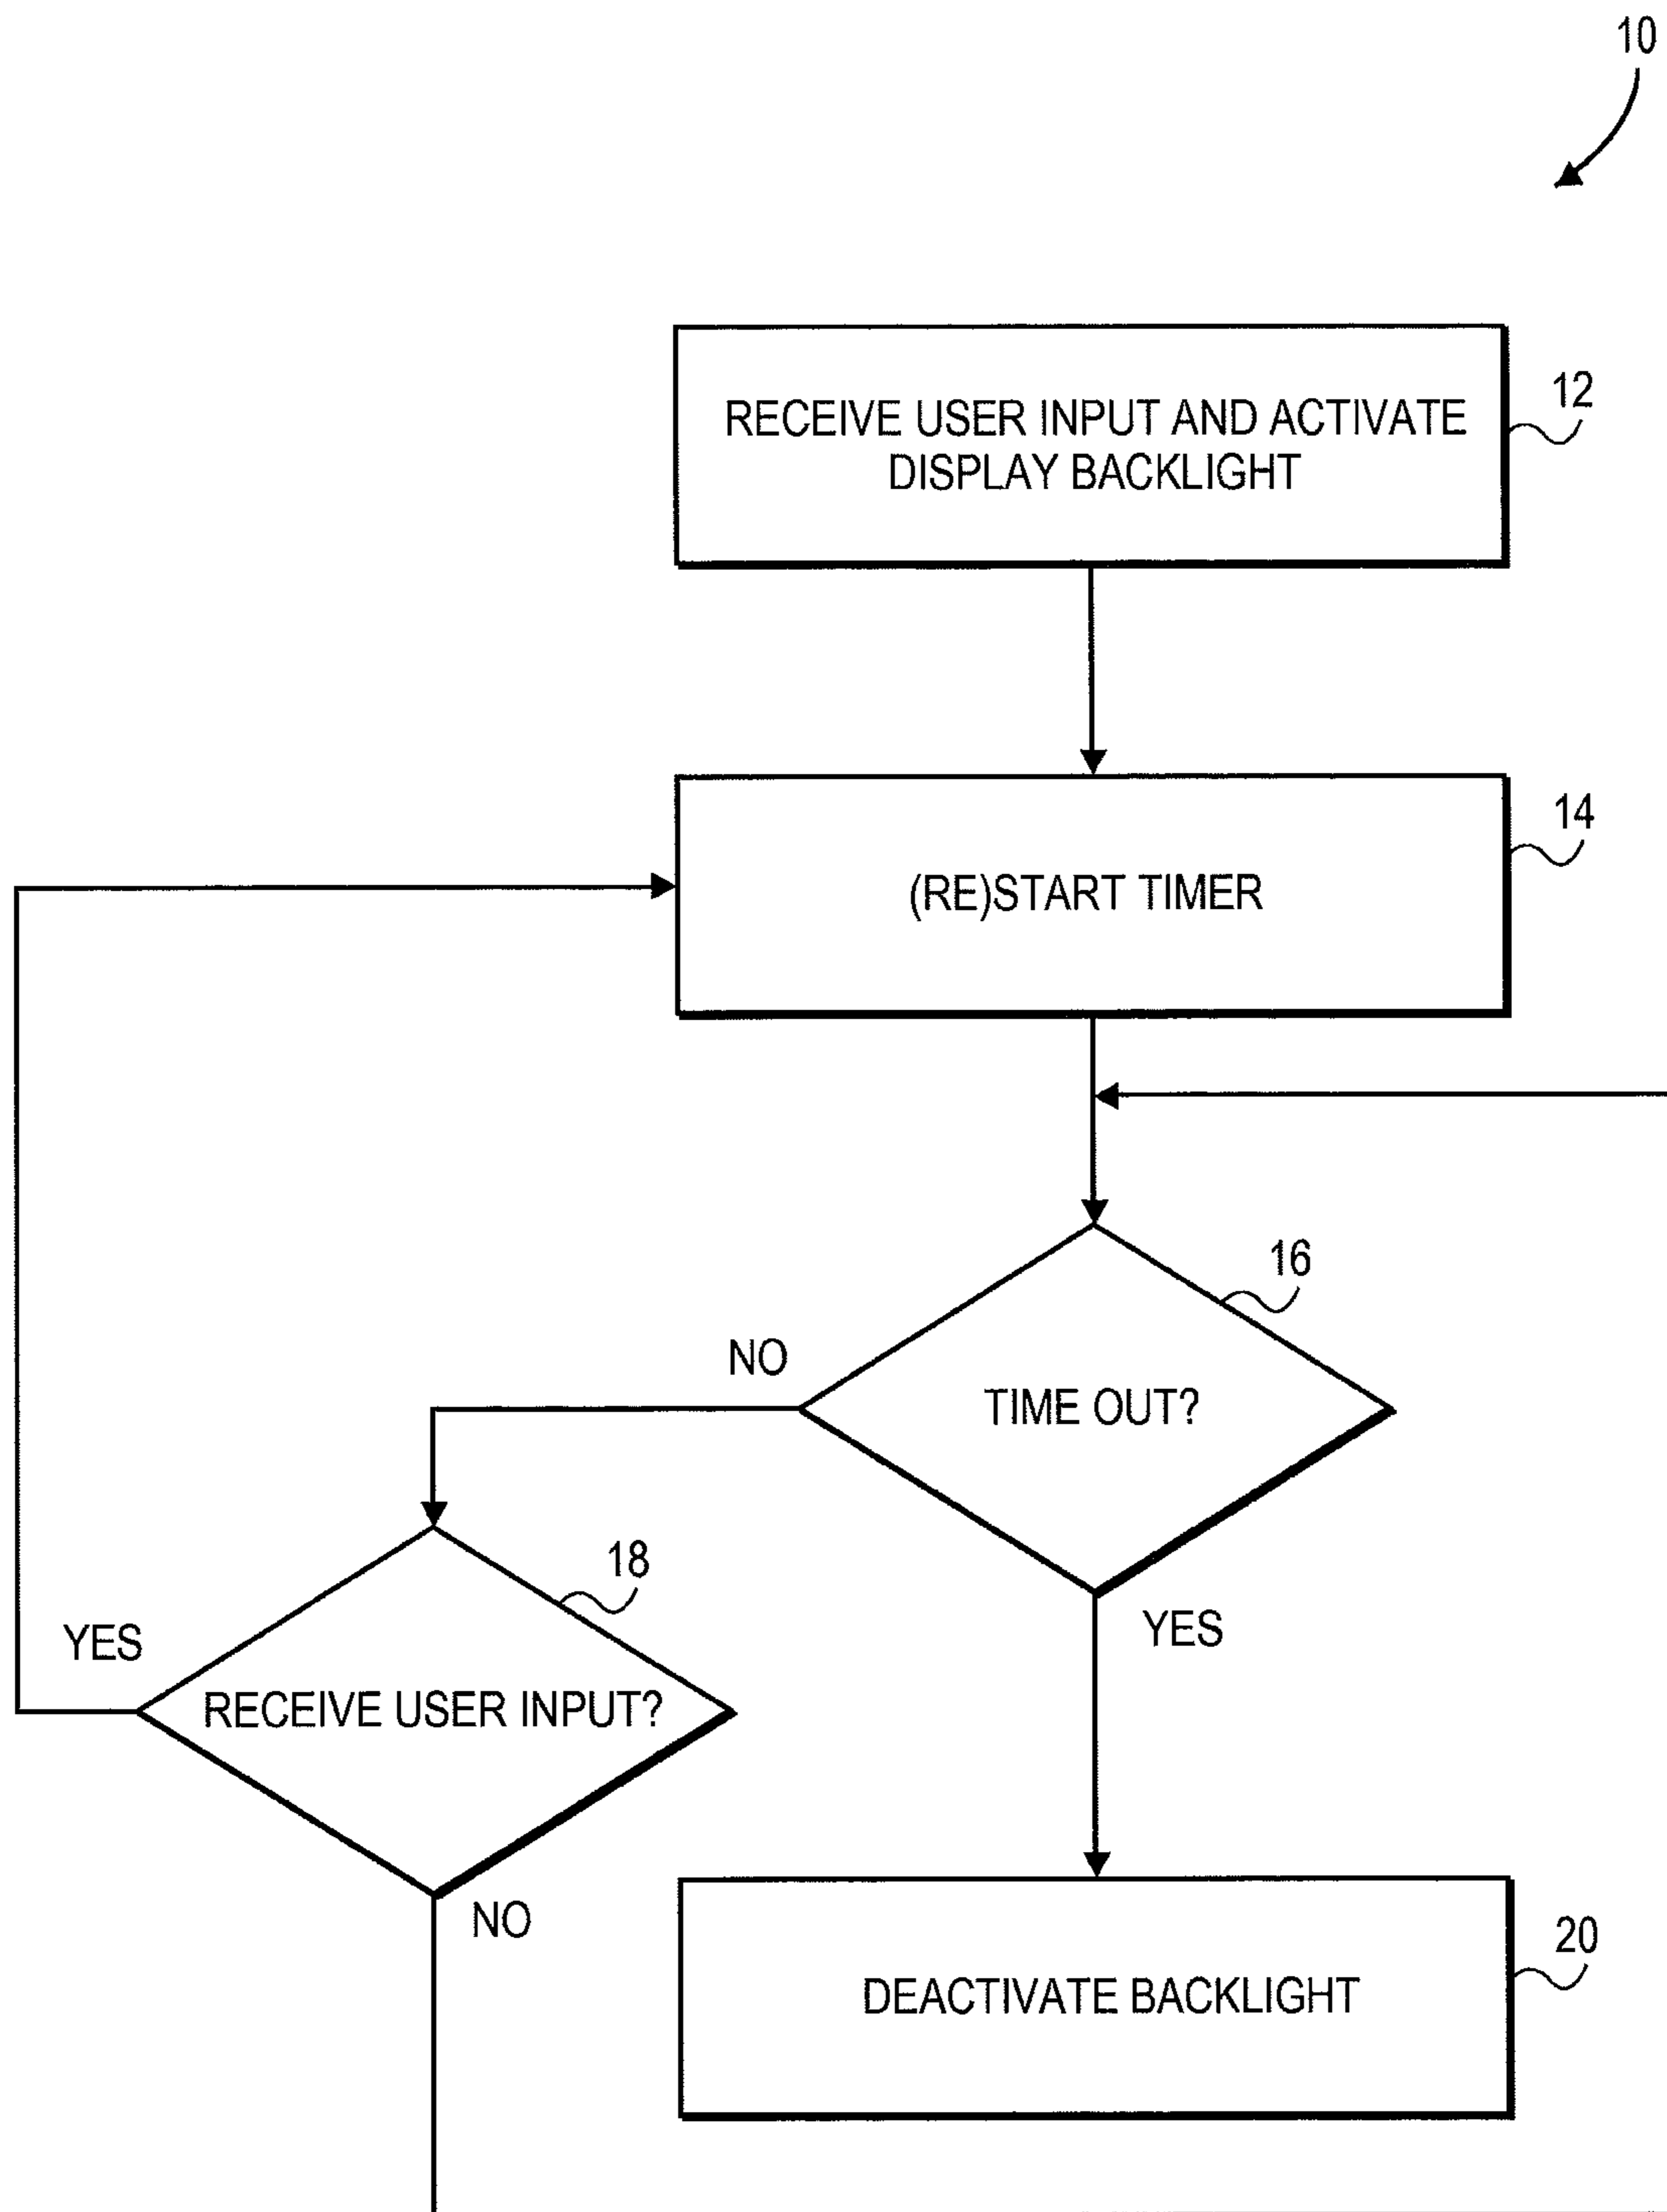 10
RECEIVE USER INPUT AND ACTIVATE
DISPLAY BACKLIGHT
12
(RE)START TIMER
14
TIME OUT?
16
NO
YES
RECEIVE USER INPUT?
18
YES
NO
DEACTIVATE BACKLIGHT
20